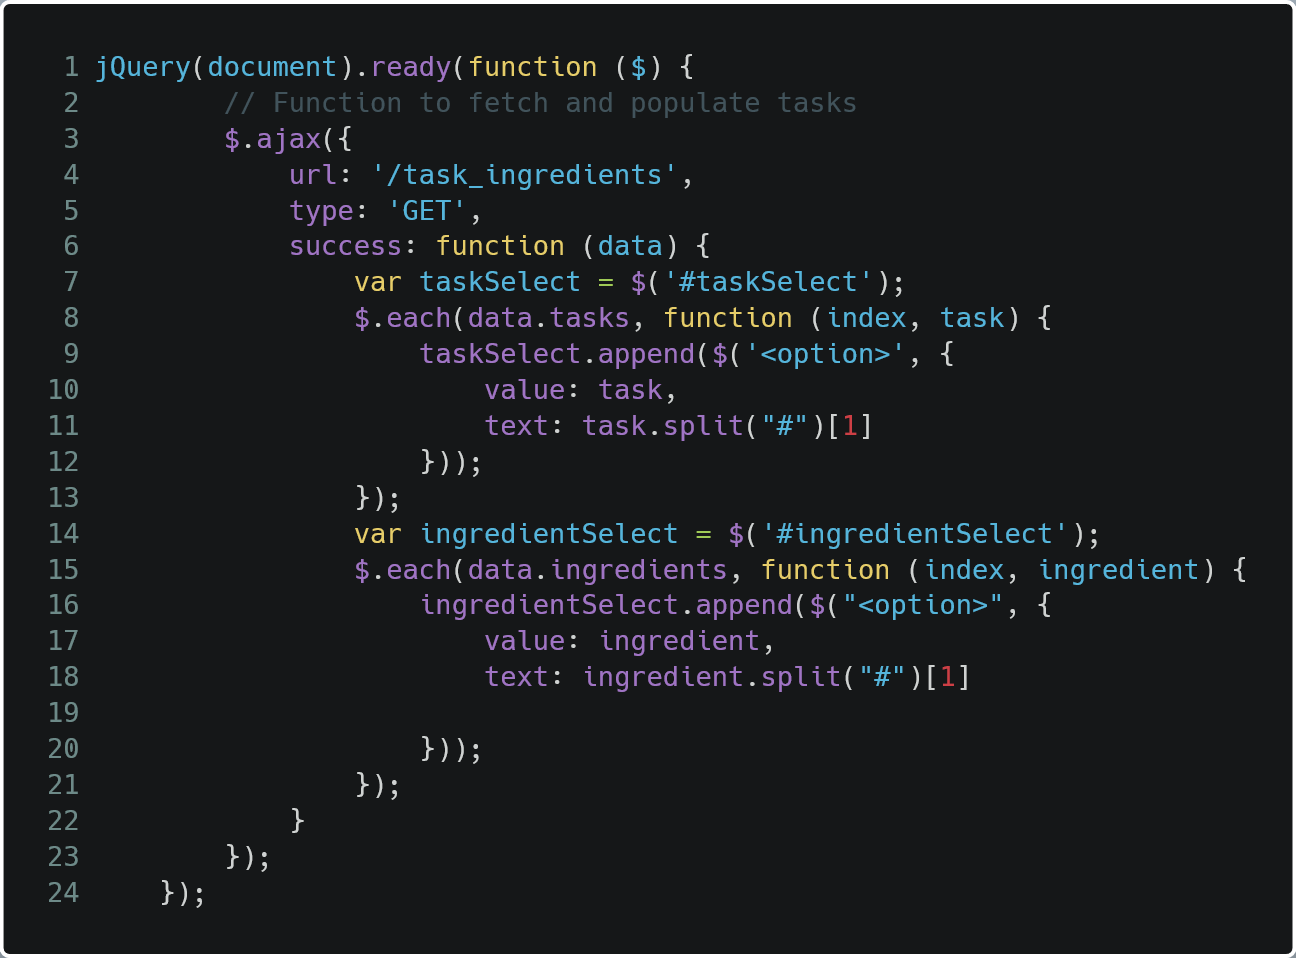 1 jQuery(document).ready(function ($) {
2         // Function to fetch and populate tasks
3         $.ajax({
4             url: '/task_ingredients',
5             type: 'GET',
6             success: function (data) {
7                 var taskSelect = $('#taskSelect');
8                 $.each(data.tasks, function (index, task) {
9                     taskSelect.append($('<option>', {
10                         value: task,
11                         text: task.split("#")[1]
12                     }));
13                 });
14                 var ingredientSelect = $('#ingredientSelect');
15                 $.each(data.ingredients, function (index, ingredient) {
16                     ingredientSelect.append($("<option>", {
17                         value: ingredient,
18                         text: ingredient.split("#")[1]
19
20                     }));
21                 });
22             }
23         });
24     });